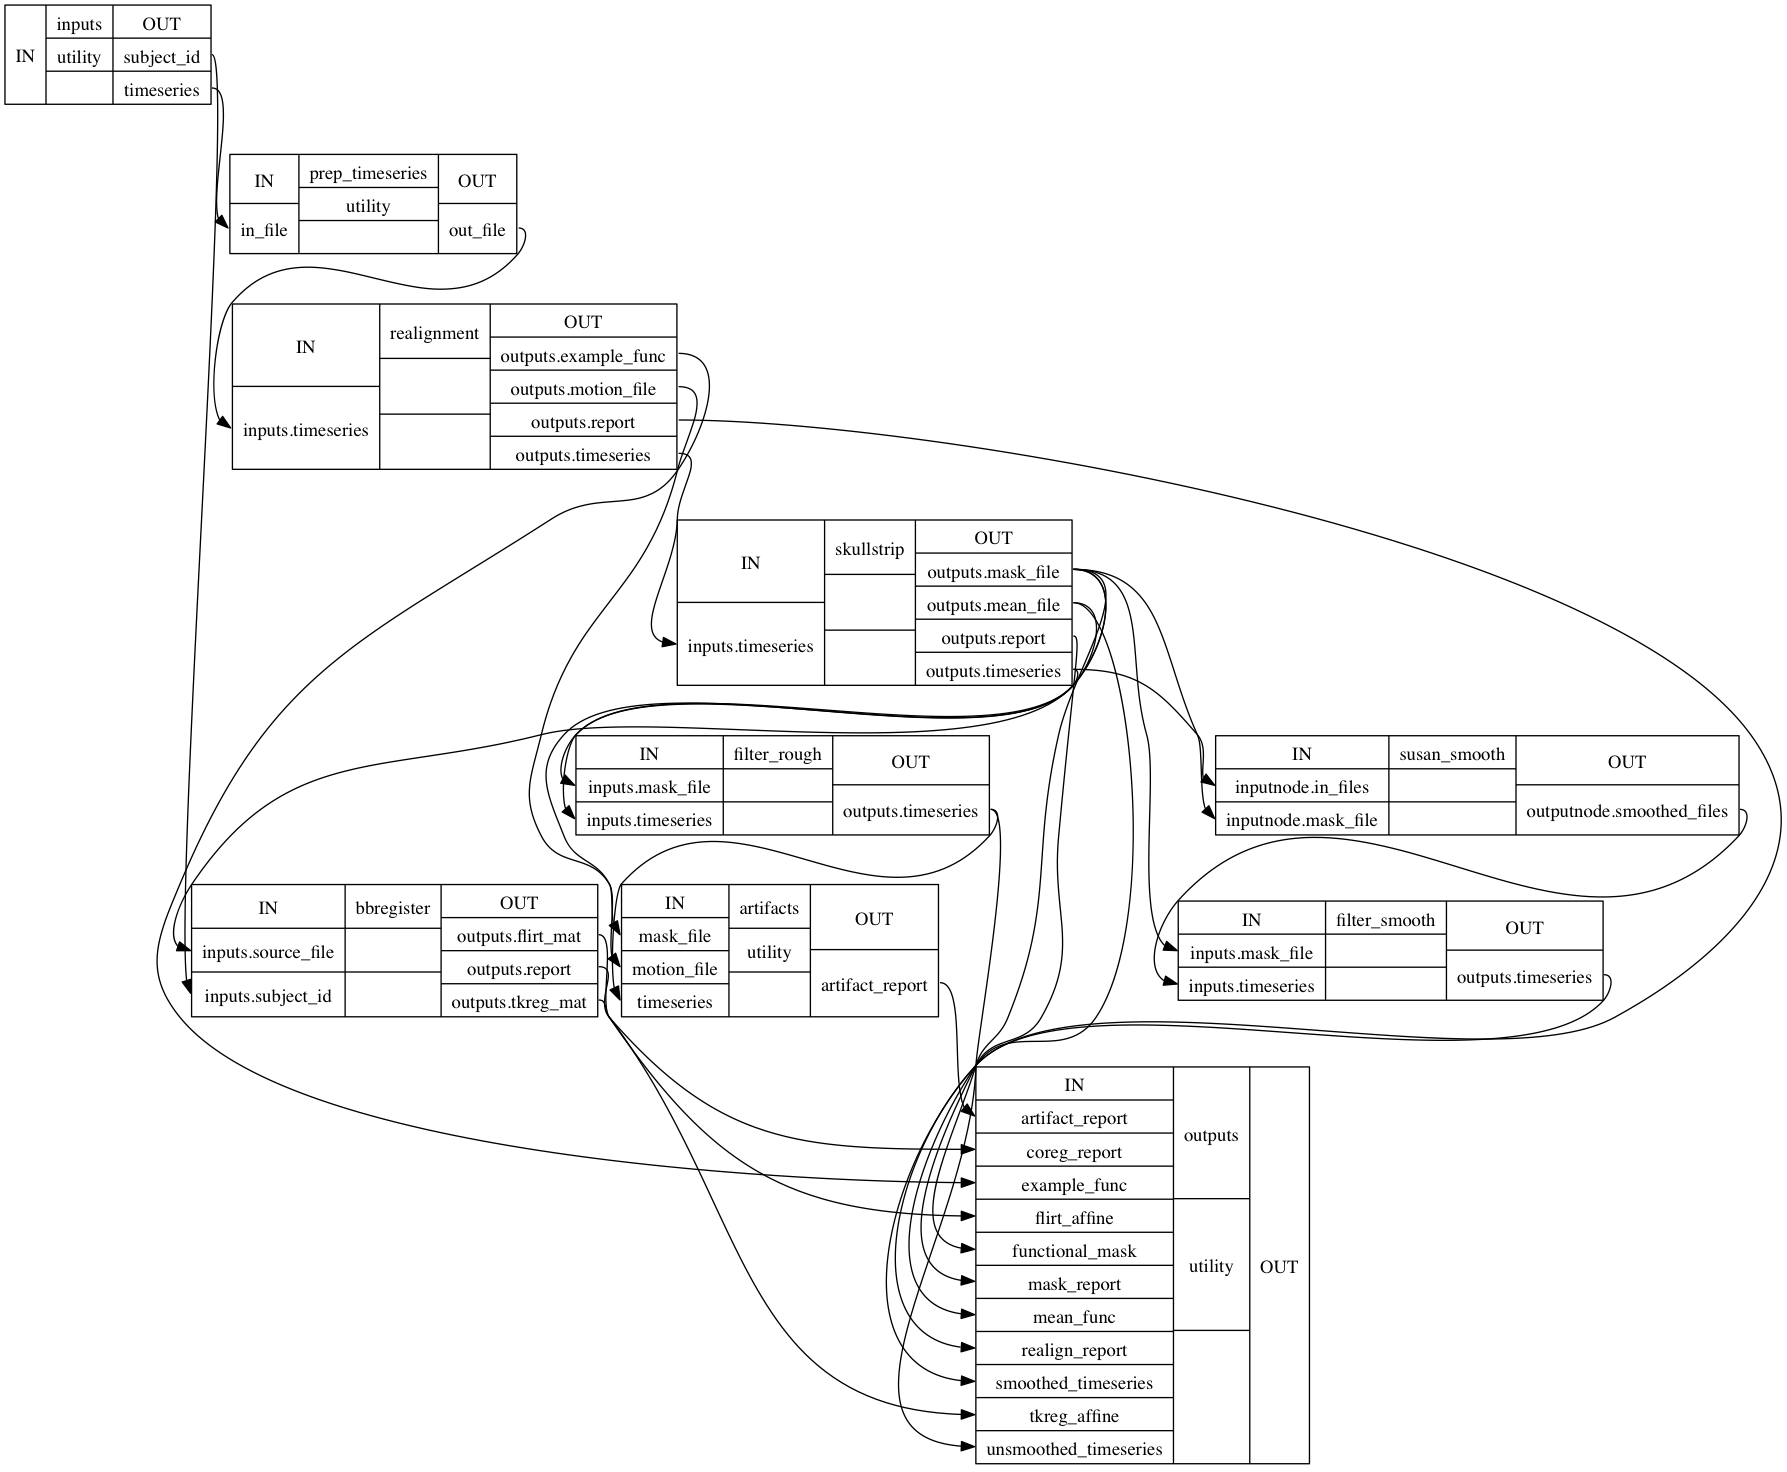 IN
inputs
OUT
utility
subject_id
timeseries
IN
prep_timeseries
OUT
utility
in_file
out_file
IN
realignment
OUT
outputs.example_func
outputs.motion_file
inputs.timeseries
outputs.report
outputs.timeseries
IN
skullstrip
OUT
outputs.mask_file
outputs.mean_file
inputs.timeseries
outputs.report
outputs.timeseries
IN
filter_rough
OUT
inputs.mask_file
inputs.timeseries
outputs.timeseries
IN
susan_smooth
OUT
inputnode.in_files
inputnode.mask_file
outputnode.smoothed_files
IN
bbregister
OUT
inputs.source_file
outputs.flirt_mat
outputs.report
inputs.subject_id
outputs.tkreg_mat
IN
artifacts
OUT
mask_file
utility
motion_file
timeseries
artifact_report
IN
filter_smooth
OUT
inputs.mask_file
inputs.timeseries
outputs.timeseries
IN
artifact_report
coreg_report
example_func
flirt_affine
functional_mask
mask_report
mean_func
realign_report
smoothed_timeseries
tkreg_affine
unsmoothed_timeseries
outputs
utility
OUT